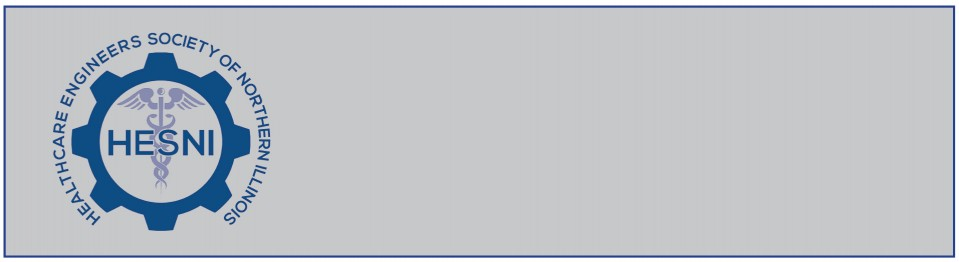 HEALTHCARE ENGINEERS SOCIETY OF NORTHERN ILLINOIS
HESNI